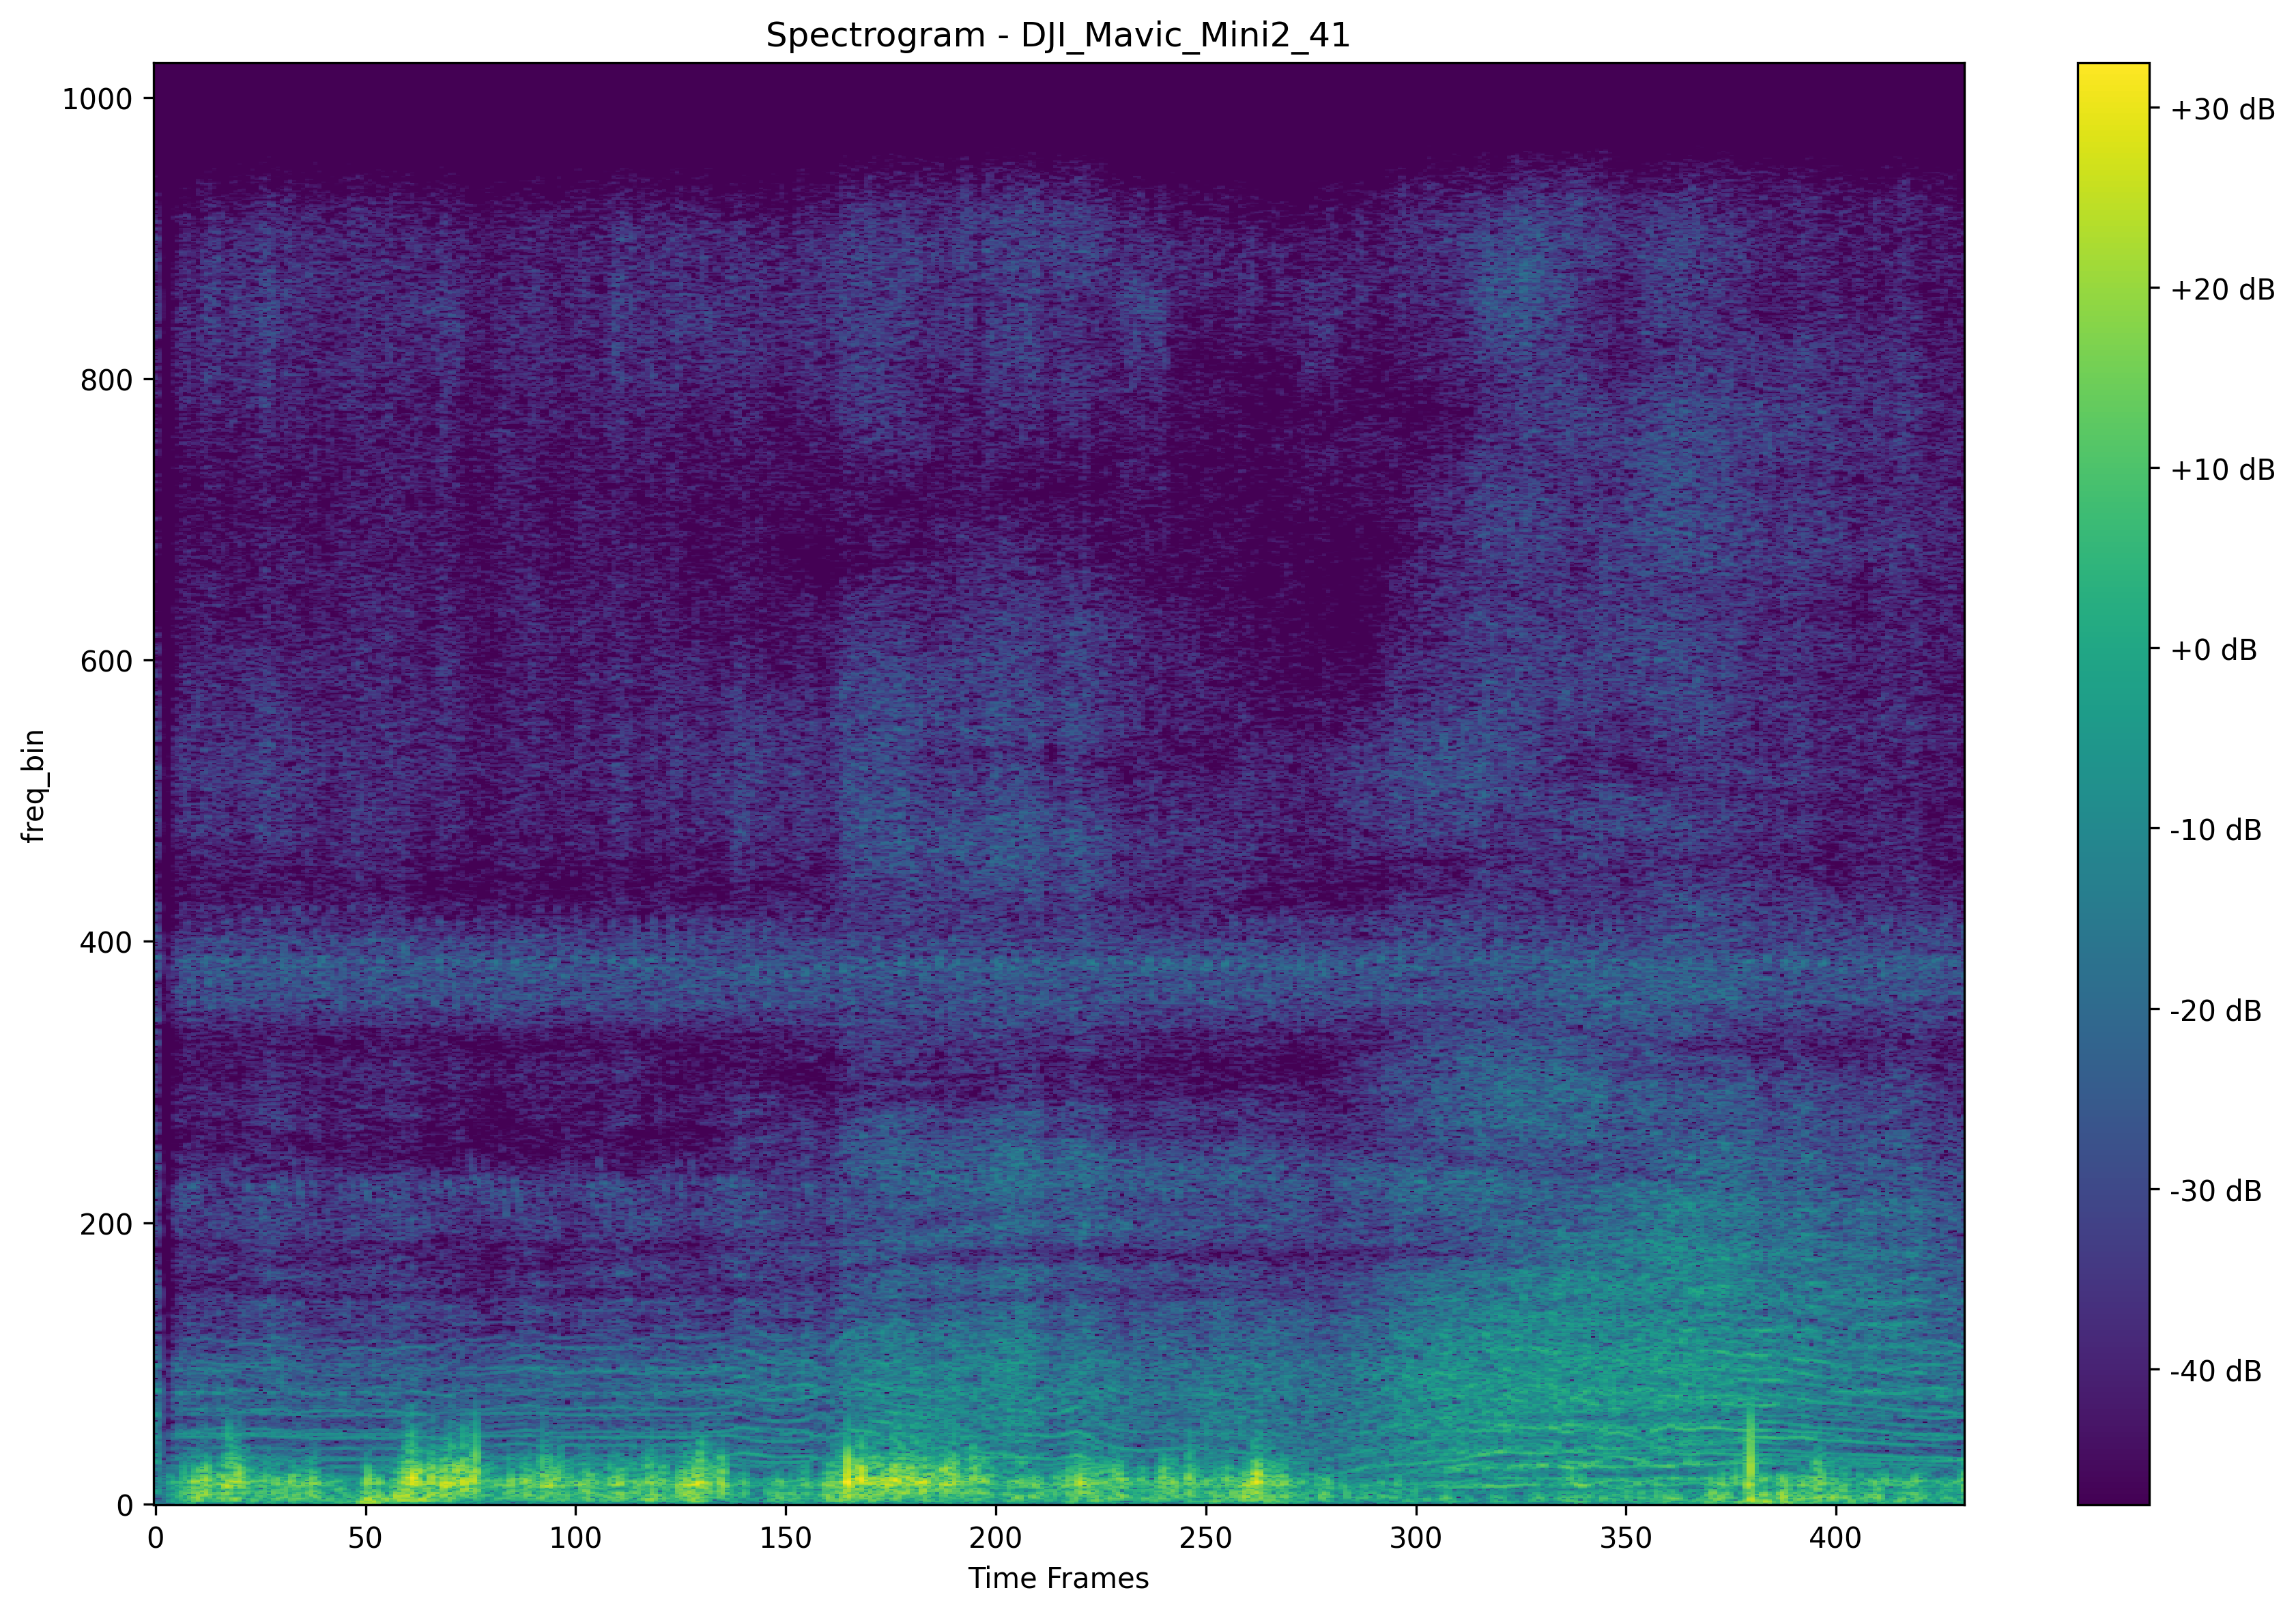 Spectrogram - DJI_Mavic_Mini2_41
1000
800
600
400
200
0
freq_bin
0 50 100 150 200 250 300 350 400
Time Frames
+30 dB
+20 dB
+10 dB
+0 dB
-10 dB
-20 dB
-30 dB
-40 dB